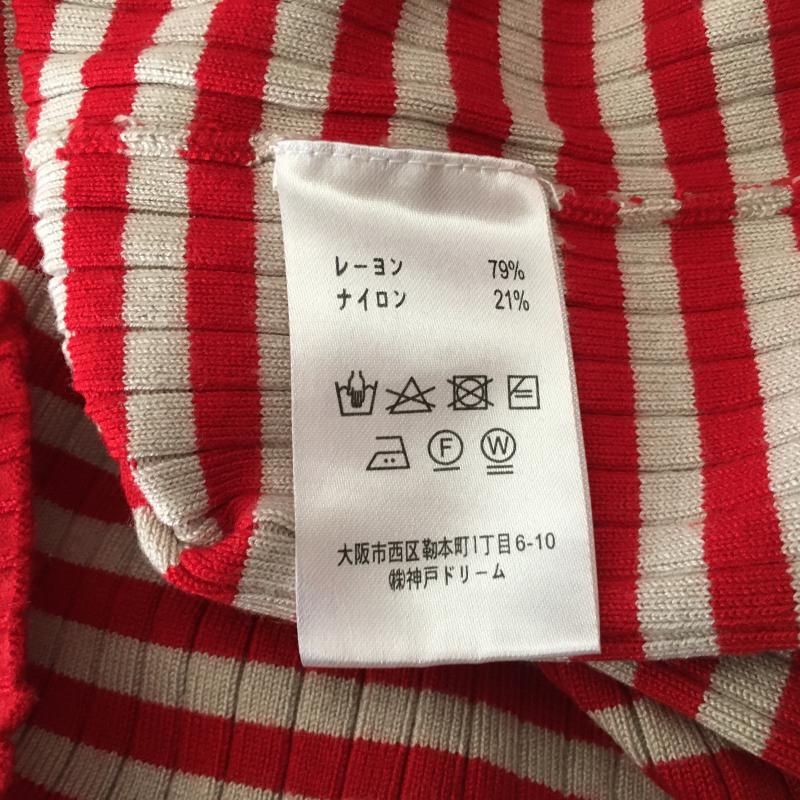 レーヨン 79%
ナイロン 21%
F W
大阪市西区靭本町1丁目6-10
㈱神戸ドリーム